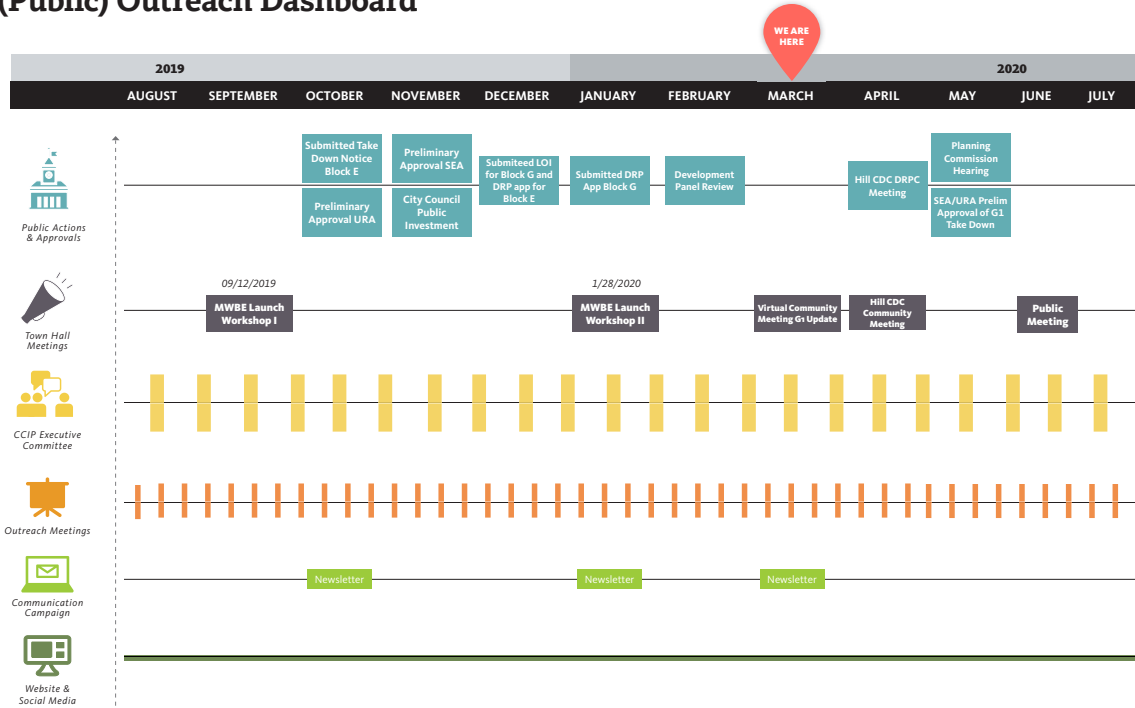 (Public) Outreach Dashboard
WE ARE
HERE
2019
2020
AUGUST SEPTEMBER OCTOBER NOVEMBER DECEMBER JANUARY FEBRUARY MARCH APRIL MAY JUNE JULY
Public Actions
& Approvals
Submitted Take
Down Notice
Block E
Preliminary
Approval URA
Preliminary
Approval SEA
City Council
Public
Investment
Submiteed LOI
for Block G and
DRP app for
Block E
Submitted DRP
App Block G
Development
Panel Review
Hill CDC DRPC
Meeting
Planning
Commission
Hearing
SEA/URA Prelim
Approval of G1
Take Down
Town Hall
Meetings
09/12/2019
MWBE Launch
Workshop I
1/28/2020
MWBE Launch
Workshop II
Virtual Community
Meeting G1 Update
Hill CDC
Community
Meeting
Public
Meeting
CCIP Executive
Committee
Outreach Meetings
Communication
Campaign
Newsletter
Newsletter
Newsletter
Website &
Social Media